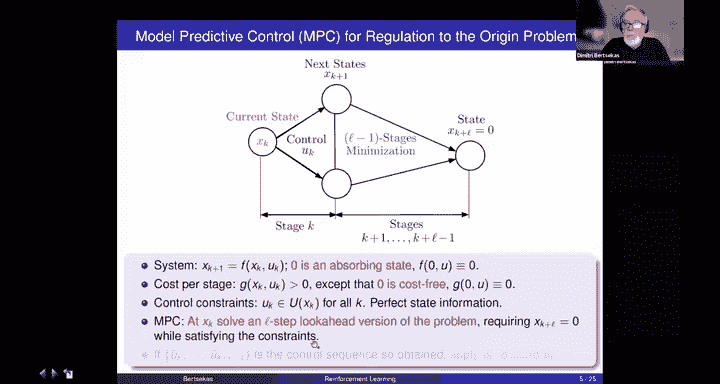 Model Predictive Control (MPC) for Regulation to the Origin Problem
Dimitri Bertsekas
Next States
x_{k+1}
Current State
x_k
Control
u_k
(ℓ−1)-Stages
Minimization
State
x_{k+ℓ} = 0
Stage k
Stages
k+1, . . . , k+ℓ−1
System: x_{k+1} = f(x_k, u_k); 0 is an absorbing state, f(0, u) ≡ 0.
Cost per stage: g(x_k, u_k) > 0, except that 0 is cost-free, g(0, u) ≡ 0.
Control constraints: u_k ∈ U(x_k) for all k. Perfect state information.
MPC: At x_k solve an ℓ-step lookahead version of the problem, requiring x_{k+ℓ} = 0
while satisfying the constraints.
is the control sequence so obtained,
Bertsekas
Reinforcement Learning
5 / 25